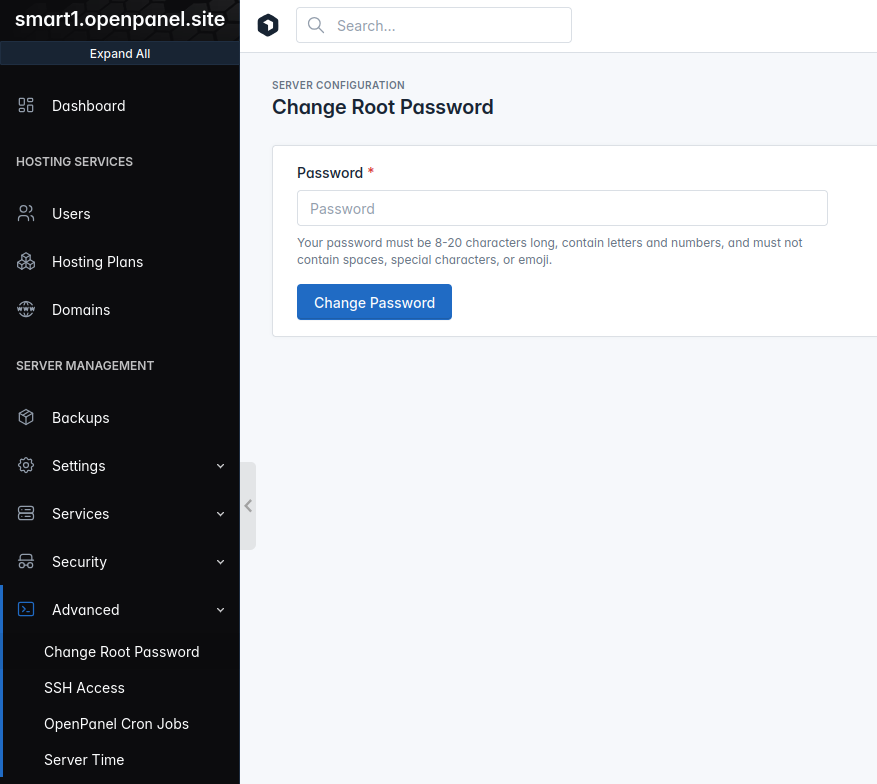 smart1.openpanel.site
Expand All
Dashboard
HOSTING SERVICES
Users
Hosting Plans
Domains
SERVER MANAGEMENT
Backups
Settings
Services
Security
Advanced
Change Root Password
SSH Access
OpenPanel Cron Jobs
Server Time
Search...
SERVER CONFIGURATION
Change Root Password
Password *
Password
Your password must be 8-20 characters long, contain letters and numbers, and must not
contain spaces, special characters, or emoji.
Change Password